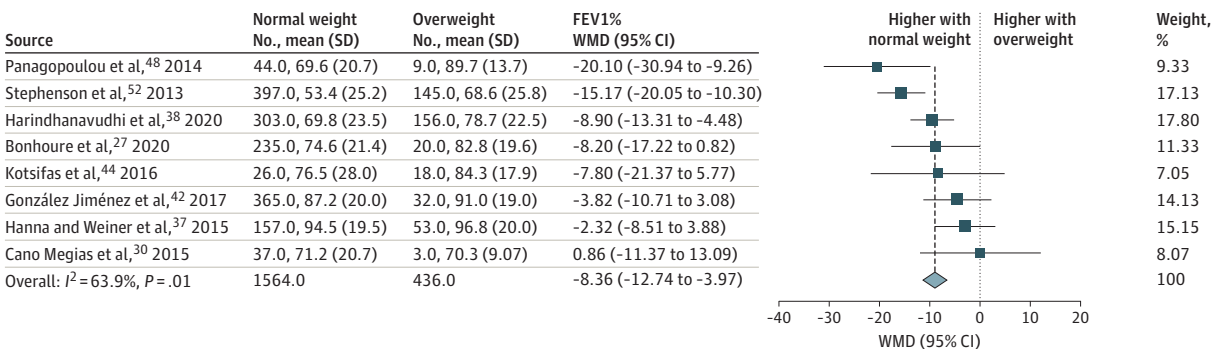 Normal weight Overweight FEV1% Higher with Higher with Weight,
Source No., mean (SD) No., mean (SD) WMD (95% CI) normal weight overweight %
Panagopoulou et al,48 2014 44.0, 69.6 (20.7) 9.0, 89.7 (13.7) -20.10 (-30.94 to -9.26) 9.33
Stephenson et al,52 2013 397.0, 53.4 (25.2) 145.0, 68.6 (25.8) -15.17 (-20.05 to -10.30) 17.13
Harindhanavudhi et al,38 2020 303.0, 69.8 (23.5) 156.0, 78.7 (22.5) -8.90 (-13.31 to -4.48) 17.80
Bonhoure et al,27 2020 235.0, 74.6 (21.4) 20.0, 82.8 (19.6) -8.20 (-17.22 to 0.82) 11.33
Kotsifas et al,44 2016 26.0, 76.5 (28.0) 18.0, 84.3 (17.9) -7.80 (-21.37 to 5.77) 7.05
González Jiménez et al,42 2017 365.0, 87.2 (20.0) 32.0, 91.0 (19.0) -3.82 (-10.71 to 3.08) 14.13
Hanna and Weiner et al,37 2015 157.0, 94.5 (19.5) 53.0, 96.8 (20.0) -2.32 (-8.51 to 3.88) 15.15
Cano Megias et al,30 2015 37.0, 71.2 (20.7) 3.0, 70.3 (9.07) 0.86 (-11.37 to 13.09) 8.07
Overall: I2=63.9%, P=.01 1564.0 436.0 -8.36 (-12.74 to -3.97) 100
-40 -30 -20 -10 0 10 20
WMD (95% CI)